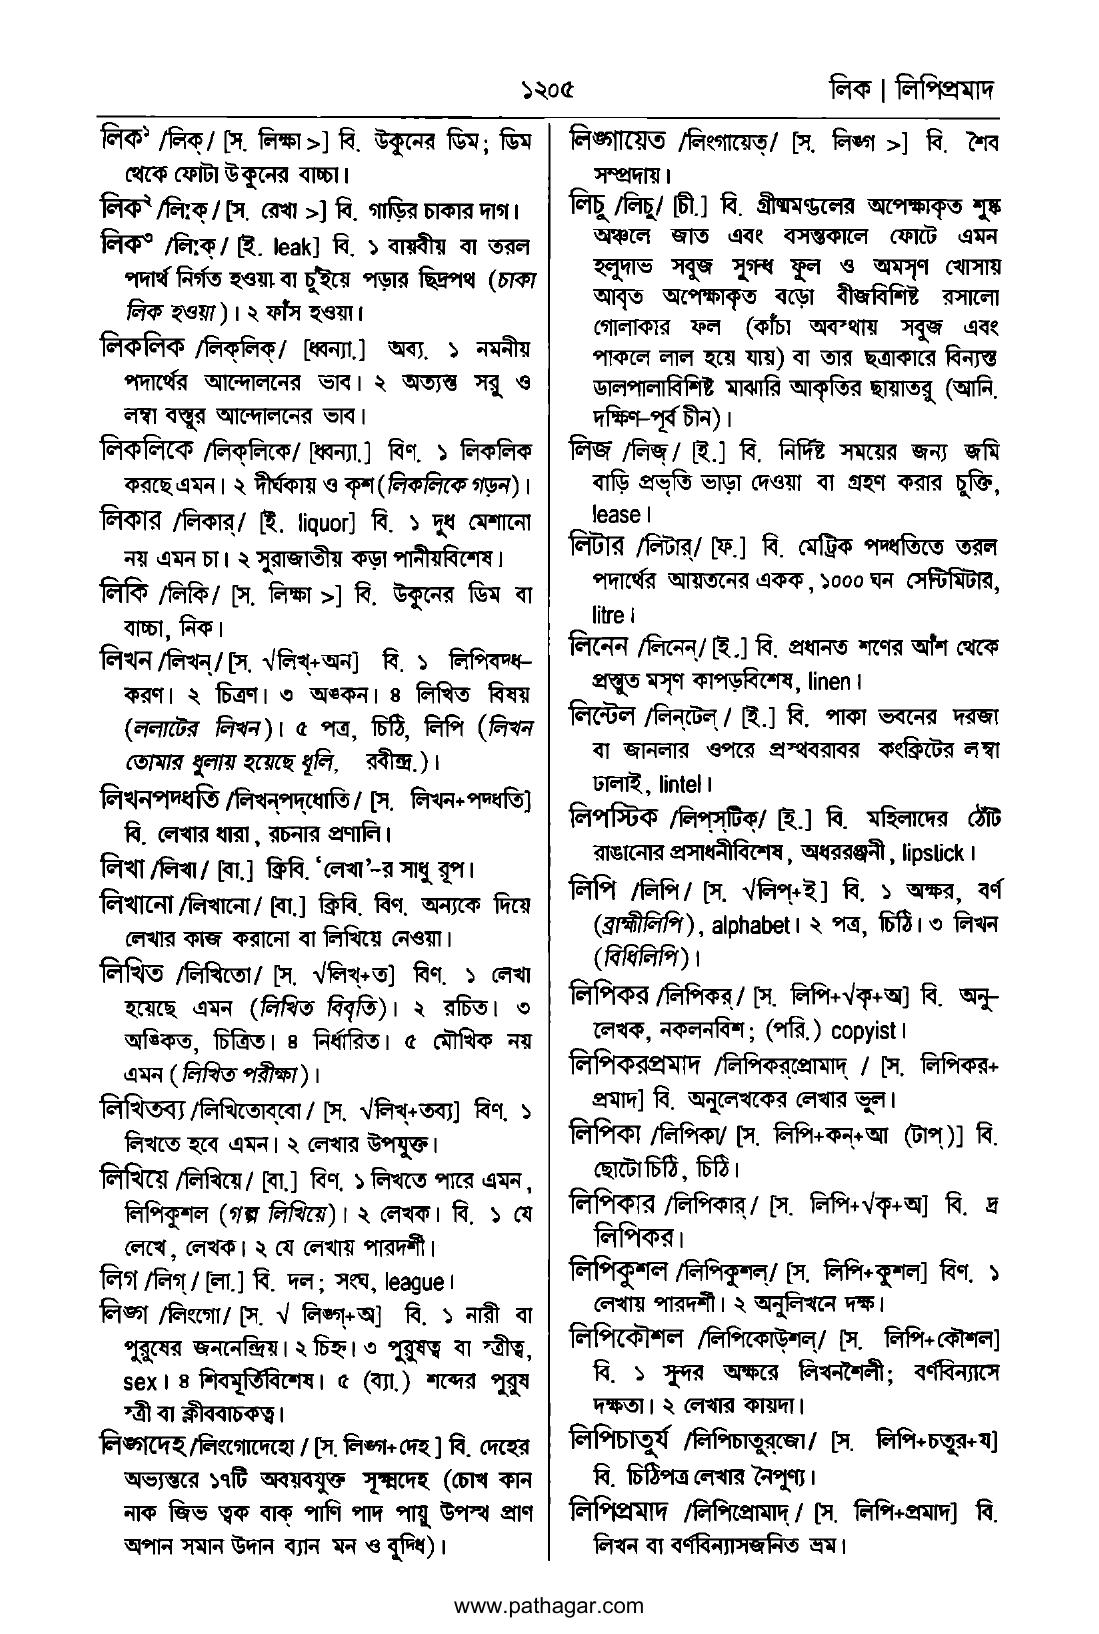 ১২০৫
লিক | লিপিপ্রমাদ
লিক১ /লিক্/ [স. লিক্ষা >] বি. উকুনের ডিম; ডিম
থেকে ফোটা উকুনের বাচ্চা।
লিক২ /লি:ক্/ [স. রেখা >] বি. গাড়ির চাকার দাগ।
লিক৩ /লি:ক্/ [ই. leak] বি. ১ বায়বীয় বা তরল
পদার্থ নির্গত হওয়া বা চুঁইয়ে পড়ার ছিদ্রপথ (চাকা
লিক হওয়া)। ২ ফাঁস হওয়া।
লিকলিক /লিক্‌লিক্/ [ধ্বন্যা.] অব্য. ১ নমনীয়
পদার্থের আন্দোলনের ভাব। ২ অত্যন্ত সরু ও
লম্বা বস্তুর আন্দোলনের ভাব।
লিকলিকে /লিক্‌লিকে/ [ধ্বন্যা.] বিণ. ১ লিকলিক
করছে এমন। ২ দীর্ঘকায় ও কৃশ (লিকলিকে গড়ন)।
লিকার /লিকার্/ [ই. liquor] বি. ১ দুধ মেশানো
নয় এমন চা। ২ সুরাজাতীয় কড়া পানীয়বিশেষ।
লিকি /লিকি/ [স. লিক্ষা >] বি. উকুনের ডিম বা
বাচ্চা, নিক।
লিখন /লিখন্/ [স. √লিখ্+অন] বি. ১ লিপিবদ্ধ-
করণ। ২ চিত্রণ। ৩ অঙ্কন। ৪ লিখিত বিষয়
(ললাটের লিখন)। ৫ পত্র, চিঠি, লিপি (লিখন
তোমার ধুলায় হয়েছে ধূলি, রবীন্দ্র.)।
লিখনপদ্ধতি /লিখন্‌পদ্‌ধোতি/ [স. লিখন+পদ্ধতি]
বি. লেখার ধারা, রচনার প্রণালি।
লিখা /লিখা/ [বা.] ক্রিবি. ‘লেখা’-র সাধু রূপ।
লিখানো /লিখানো/ [বা.] ক্রিবি. বিণ. অন্যকে দিয়ে
লেখার কাজ করানো বা লিখিয়ে নেওয়া।
লিখিত /লিখিতো/ [স. √লিখ্+ত] বিণ. ১ লেখা
হয়েছে এমন (লিখিত বিবৃতি)। ২ রচিত। ৩
অঙ্কিত, চিত্রিত। ৪ নির্ধারিত। ৫ মৌখিক নয়
এমন (লিখিত পরীক্ষা)।
লিখিতব্য /লিখিতোব্‌বো/ [স. √লিখ্+তব্য] বিণ. ১
লিখতে হবে এমন। ২ লেখার উপযুক্ত।
লিখিয়ে /লিখিয়ে/ [বা.] বিণ. ১ লিখতে পারে এমন,
লিপিকুশল (গল্প লিখিয়ে)। ২ লেখক। বি. ১ যে
লেখে, লেখক। ২ যে লেখায় পারদর্শী।
লিগ /লিগ্/ [লা.] বি. দল; সংঘ, league।
লিঙ্গ /লিংগো/ [স. √ লিঙ্গ্+অ] বি. ১ নারী বা
পুরুষের জননেন্দ্রিয়। ২ চিহ্ন। ৩ পুরুষত্ব বা স্ত্রীত্ব,
sex। ৪ শিবমূর্তিবিশেষ। ৫ (ব্যা.) শব্দের পুরুষ
স্ত্রী বা ক্লীববাচকত্ব।
লিঙ্গদেহ /লিংগোদেহো/ [স. লিঙ্গ+দেহ] বি. দেহের
অভ্যন্তরে ১৭টি অবয়বযুক্ত সূক্ষ্মদেহ (চোখ কান
নাক জিভ ত্বক বাক্ পাণি পাদ পায়ু উপস্থ প্রাণ
অপান সমান উদান ব্যান মন ও বুদ্ধি)।
লিঙ্গায়েত /লিংগায়েত্/ [স. লিঙ্গ >] বি. শৈব
সম্প্রদায়।
লিচু /লিচু/ [চী.] বি. গ্রীষ্মমণ্ডলের অপেক্ষাকৃত শুষ্ক
অঞ্চলে জাত এবং বসন্তকালে ফোটে এমন
হলুদাভ সবুজ সুগন্ধ ফুল ও অমসৃণ খোসায়
আবৃত অপেক্ষাকৃত বড়ো বীজবিশিষ্ট রসালো
গোলাকার ফল (কাঁচা অবস্থায় সবুজ এবং
পাকলে লাল হয়ে যায়) বা তার ছত্রাকারে বিন্যস্ত
ডালপালাবিশিষ্ট মাঝারি আকৃতির ছায়াতরু (আনি.
দক্ষিণ-পূর্ব চীন)।
লিজ /লিজ্/ [ই.] বি. নির্দিষ্ট সময়ের জন্য জমি
বাড়ি প্রভৃতি ভাড়া দেওয়া বা গ্রহণ করার চুক্তি,
lease।
লিটার /লিটার্/ [ফ.] বি. মেট্রিক পদ্ধতিতে তরল
পদার্থের আয়তনের একক, ১০০০ ঘন সেন্টিমিটার,
litre।
লিনেন /লিনেন্/ [ই.] বি. প্রধানত শণের আঁশ থেকে
প্রস্তুত মসৃণ কাপড়বিশেষ, linen।
লিন্টেল /লিন্‌টেল্/ [ই.] বি. পাকা ভবনের দরজা
বা জানলার ওপরে প্রস্থবরাবর কংক্রিটের লম্বা
ঢালাই, lintel।
লিপস্টিক /লিপ্‌স্‌টিক্/ [ই.] বি. মহিলাদের ঠোঁট
রাঙানোর প্রসাধনীবিশেষ, অধররঞ্জনী, lipstick।
লিপি /লিপি/ [স. √লিপ্+ই] বি. ১ অক্ষর, বর্ণ
(ব্রাহ্মীলিপি), alphabet। ২ পত্র, চিঠি। ৩ লিখন
(বিধিলিপি)।
লিপিকর /লিপিকর্/ [স. লিপি+√কৃ+অ] বি. অনু-
লেখক, নকলনবিশ; (পরি.) copyist।
লিপিকরপ্রমাদ /লিপিকর্‌প্রোমাদ্ / [স. লিপিকর+
প্রমাদ] বি. অনুলেখকের লেখার ভুল।
লিপিকা /লিপিকা/ [স. লিপি+কন্+আ (টাপ্)] বি.
ছোটো চিঠি, চিঠি।
লিপিকার /লিপিকার্/ [স. লিপি+√কৃ+অ] বি. দ্র
লিপিকর।
লিপিকুশল /লিপিকুশল্/ [স. লিপি+কুশল] বিণ. ১
লেখায় পারদর্শী। ২ অনুলিখনে দক্ষ।
লিপিকৌশল /লিপিকোউ্‌শল্/ [স. লিপি+কৌশল]
বি. ১ সুন্দর অক্ষরে লিখনশৈলী; বর্ণবিন্যাসে
দক্ষতা। ২ লেখার কায়দা।
লিপিচাতুর্য /লিপিচাতুর্‌জো/ [স. লিপি+চতুর+য]
বি. চিঠিপত্র লেখার নৈপুণ্য।
লিপিপ্রমাদ /লিপিপ্রোমাদ্/ [স. লিপি+প্রমাদ] বি.
লিখন বা বর্ণবিন্যাসজনিত ভ্রম।
www.pathagar.com